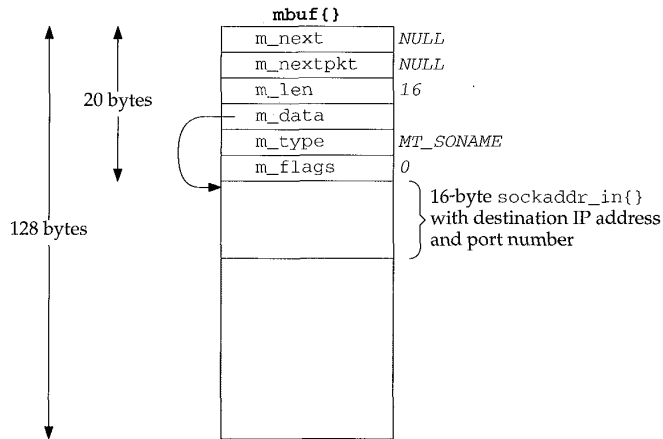 mbuf{}
m_next NULL
m_nextpkt NULL
m_len 16
20 bytes
m_data
m_type MT_SONAME
m_flags 0
16-byte sockaddr_in{}
with destination IP address
and port number
128 bytes